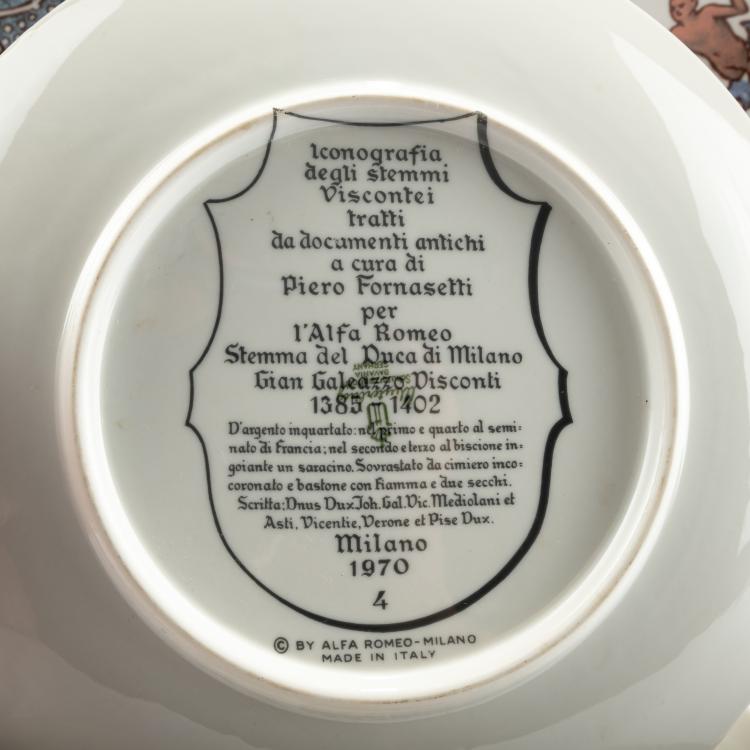 Iconografia
degli stemmi
Viscontei
tratti
da documenti antichi
a cura di
Piero Fornasetti
per
l'Alfa Romeo
Stemma del Duca di Milano
Gian Galeazzo Visconti
1385 - 1402
BAVARIA
GERMANY
D'argento inquartato: nel primo e quarto al semi=
nato di Francia; nel secondo e terzo al biscione in=
goiante un saracino. Sovrastato da cimiero inco=
coronato e bastone con fiamma e due secchi.
Scritta: Dnus Dux Joh. Gal. Vic. Mediolani et
Asti, Vicentie, Verone et Pise Dux.
Milano
1970
4
© BY ALFA ROMEO-MILANO
MADE IN ITALY